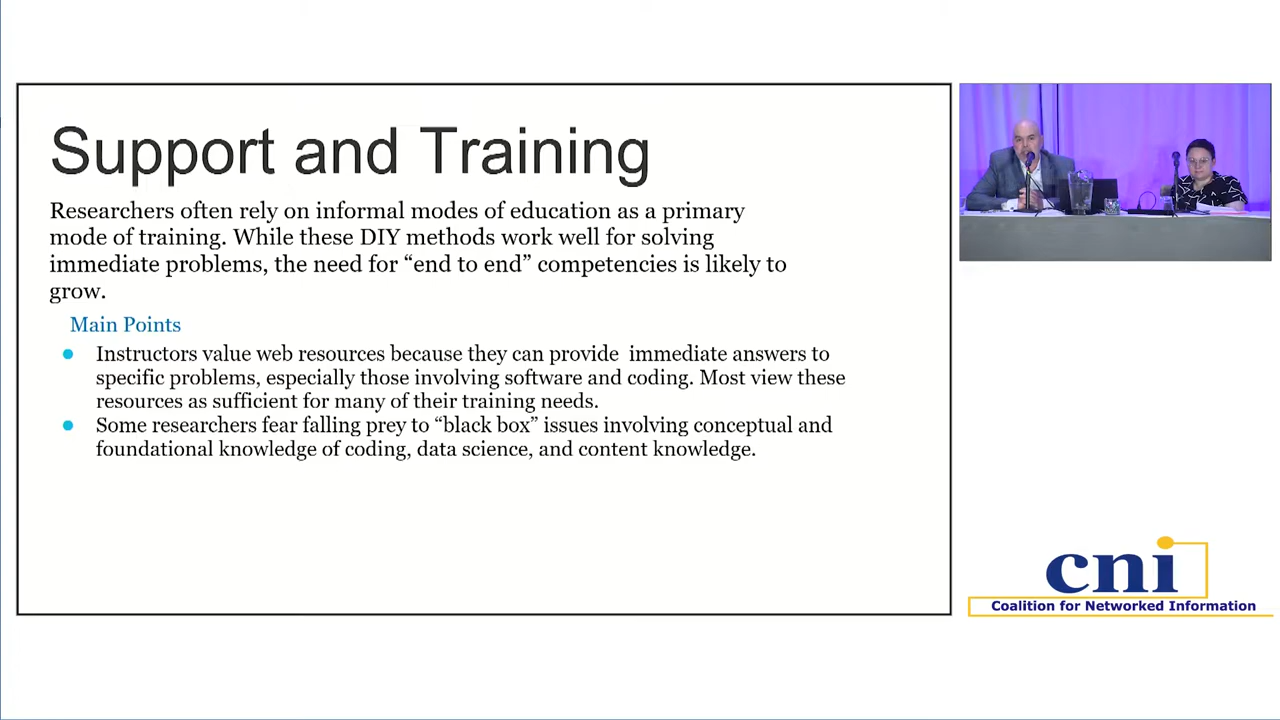 Support and Training
Researchers often rely on informal modes of education as a primary
mode of training. While these DIY methods work well for solving
immediate problems, the need for “end to end” competencies is likely to
grow.
Main Points
Instructors value web resources because they can provide  immediate answers to
specific problems, especially those involving software and coding. Most view these
resources as sufficient for many of their training needs.
Some researchers fear falling prey to “black box” issues involving conceptual and
foundational knowledge of coding, data science, and content knowledge.
cni
Coalition for Networked Information